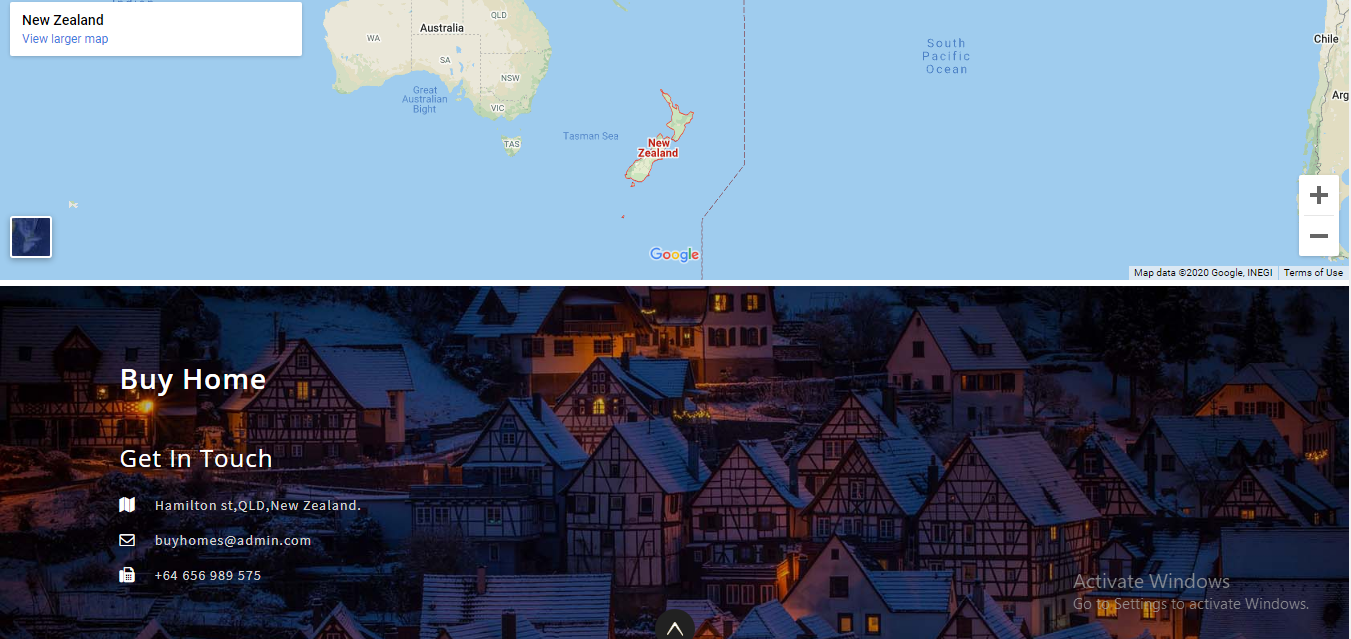 New Zealand
View larger map
QLD
Australia
WA
SA
NSW
Great
Australian
Bight
VIC
TAS
Tasman Sea
New
Zealand
South
Pacific
Ocean
Chile
Arg
Google
Map data ©2020 Google, INEGI
Terms of Use
Buy Home
Get In Touch
Hamilton st,QLD,New Zealand.
buyhomes@admin.com
+64 656 989 575
Activate Windows
Go to Settings to activate Windows.